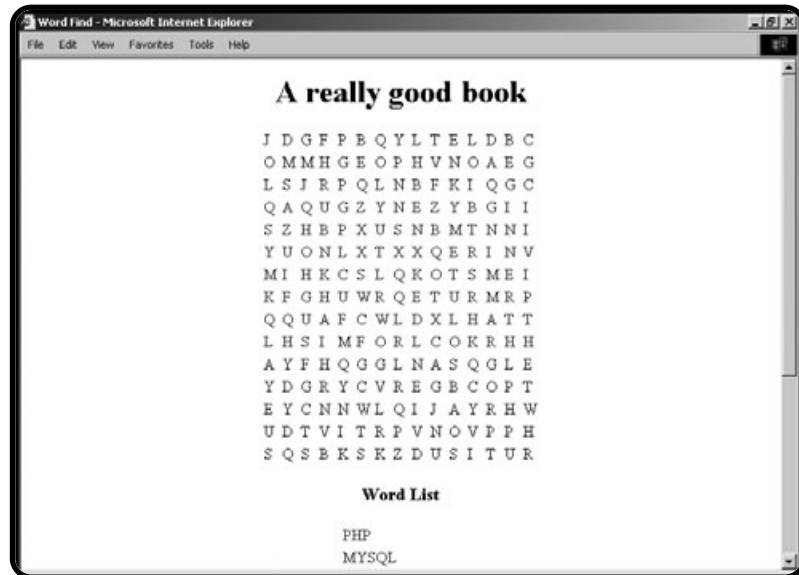 Word Find - Microsoft Internet Explorer
File Edit View Favorites Tools Help
A really good book
J D G F P B Q Y L T E L D B C
O M M H G E O P H V N O A E G
L S J R P Q L N B F K I Q G C
Q A Q U G Z Y N E Z Y B G I I
S Z H B P X U S N B M T N N I
Y U O N L X T X X Q E R I N V
M I H K C S L Q K O T S M E I
K F G H U W R Q E T U R M R P
Q Q U A F C W L D X L H A T T
L H S I M F O R L C O K R H H
A Y F H Q G G L N A S Q G L E
Y D G R Y C V R E G B C O P T
E Y C N N W L Q I J A Y R H W
U D T V I T R P V N O V P P H
S Q S B K S K Z D U S I T U R
Word List
PHP
MYSQL